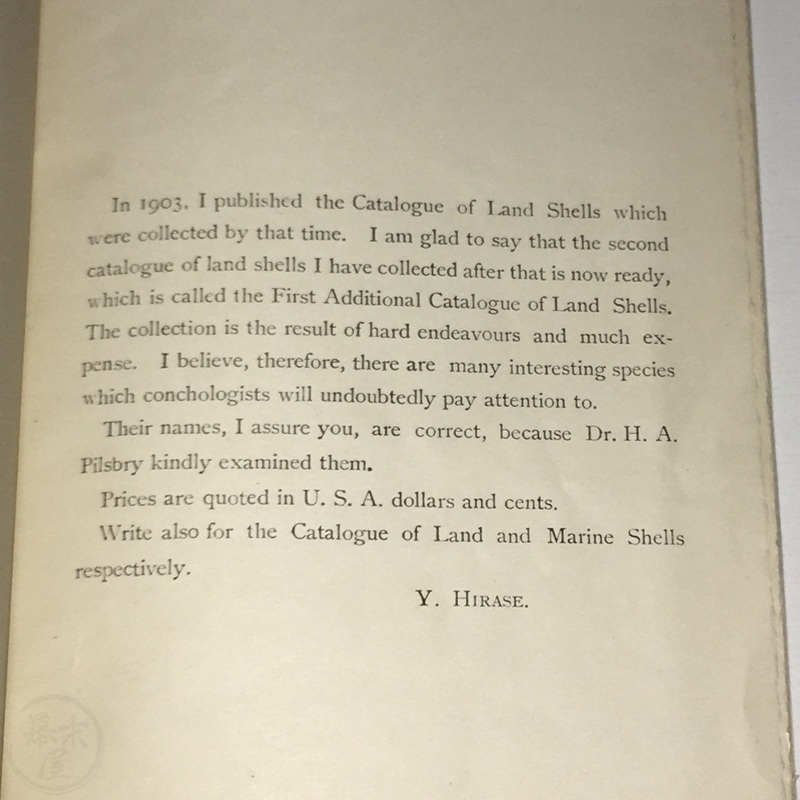 In 1903, I published the Catalogue of Land Shells which
were collected by that time. I am glad to say that the second
catalogue of land shells I have collected after that is now ready,
which is called the First Additional Catalogue of Land Shells.
The collection is the result of hard endeavours and much ex-
pense. I believe, therefore, there are many interesting species
which conchologists will undoubtedly pay attention to.
Their names, I assure you, are correct, because Dr. H. A.
Pilsbry kindly examined them.
Prices are quoted in U. S. A. dollars and cents.
Write also for the Catalogue of Land and Marine Shells
respectively.
Y. HIRASE.
幕末
屋